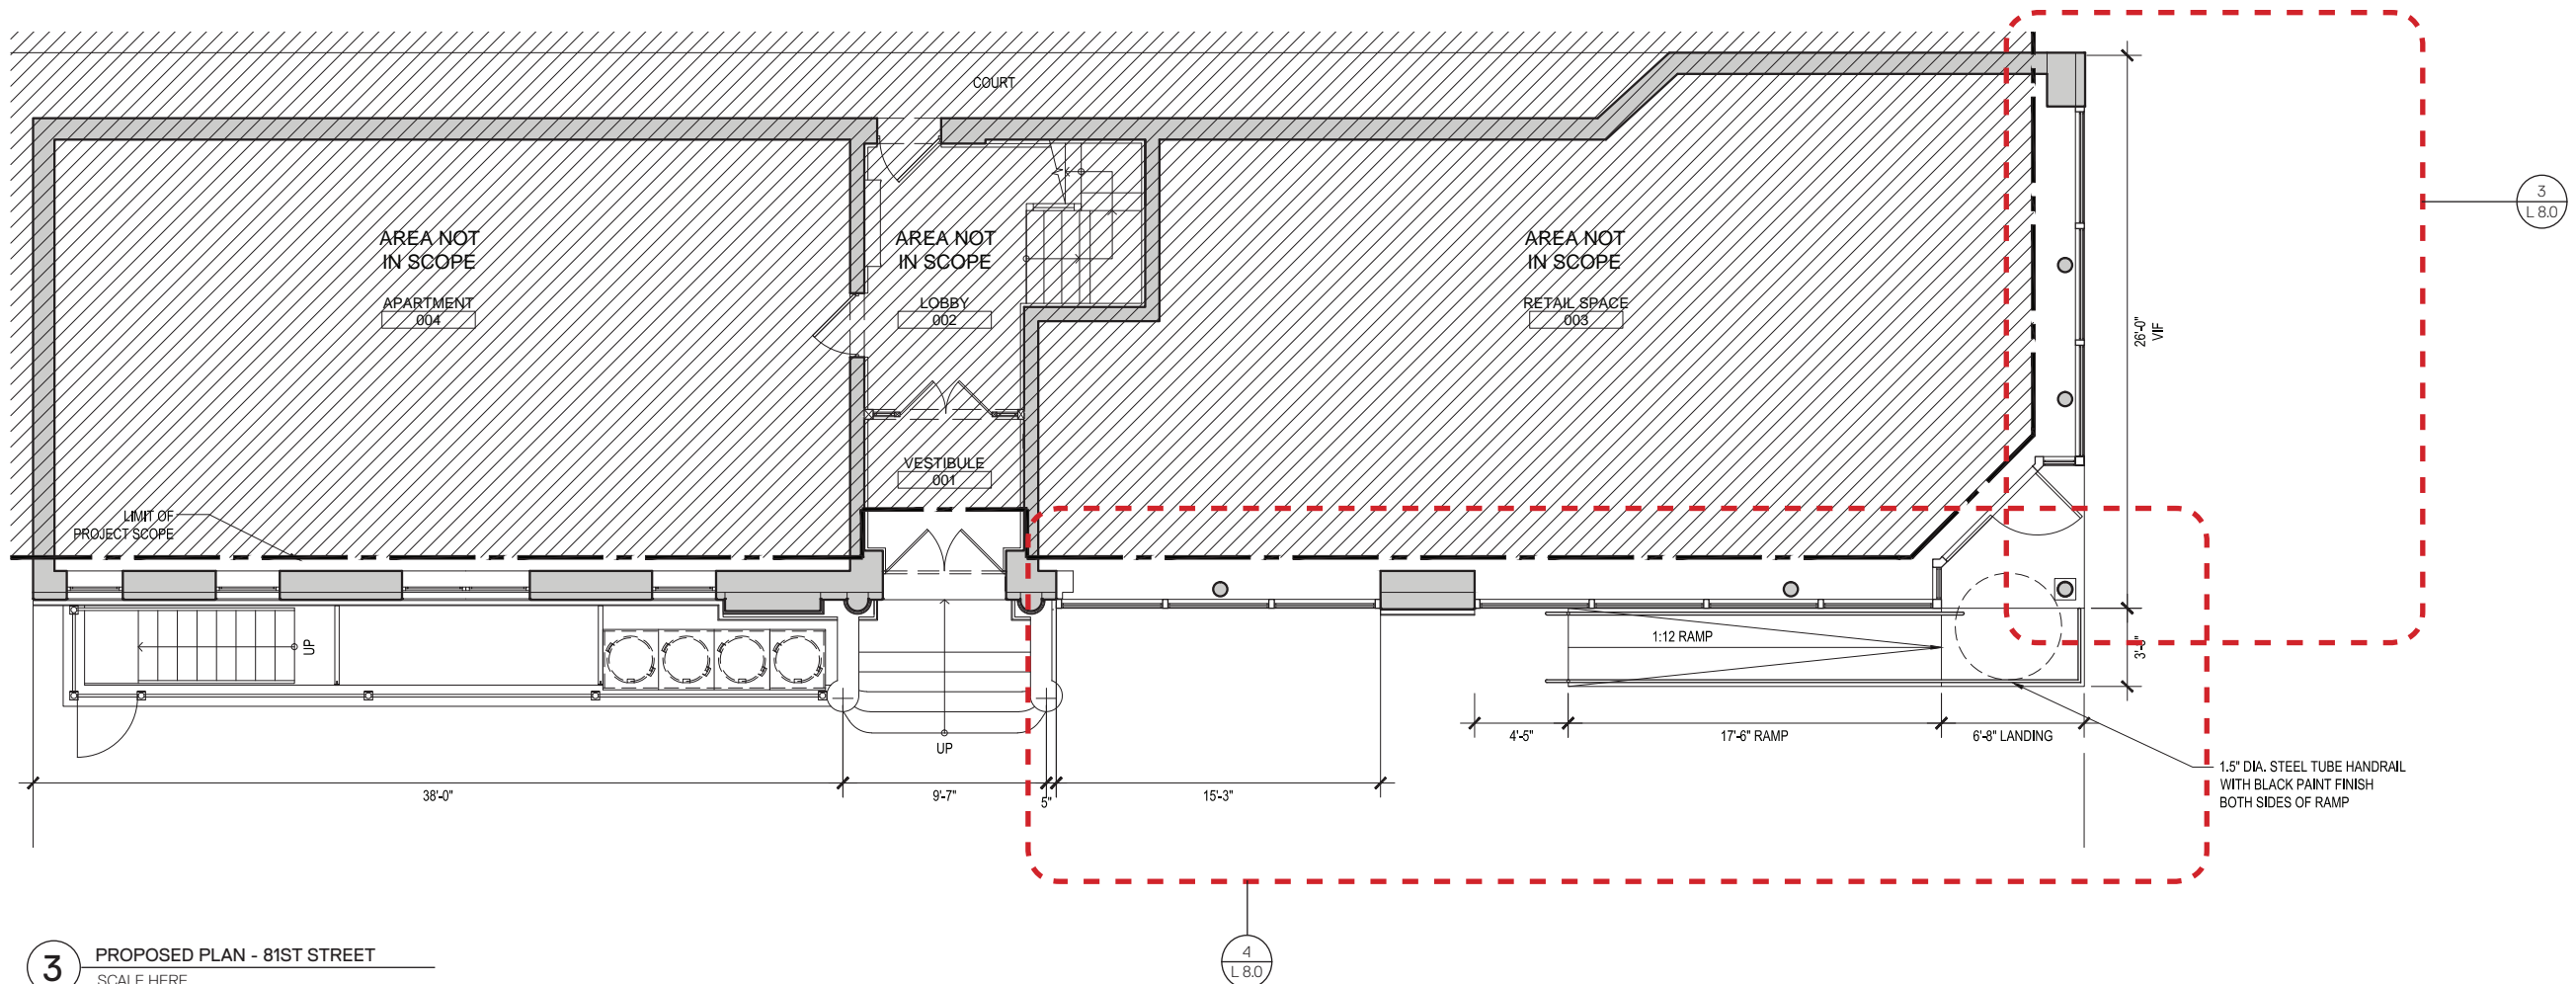 COURT
3
L 8.0
AREA NOT
IN SCOPE
APARTMENT
004
AREA NOT
IN SCOPE
LOBBY
002
AREA NOT
IN SCOPE
RETAIL SPACE
003
26'-0"
VIF
VESTIBULE
001
LIMIT OF
PROJECT SCOPE
UP
1:12 RAMP
UP
4'-5"
17'-6" RAMP
6'-8" LANDING
1.5" DIA. STEEL TUBE HANDRAIL
WITH BLACK PAINT FINISH
BOTH SIDES OF RAMP
38'-0"
9'-7"
5"
15'-3"
4
L 8.0
3
PROPOSED PLAN - 81ST STREET
SCALE HERE